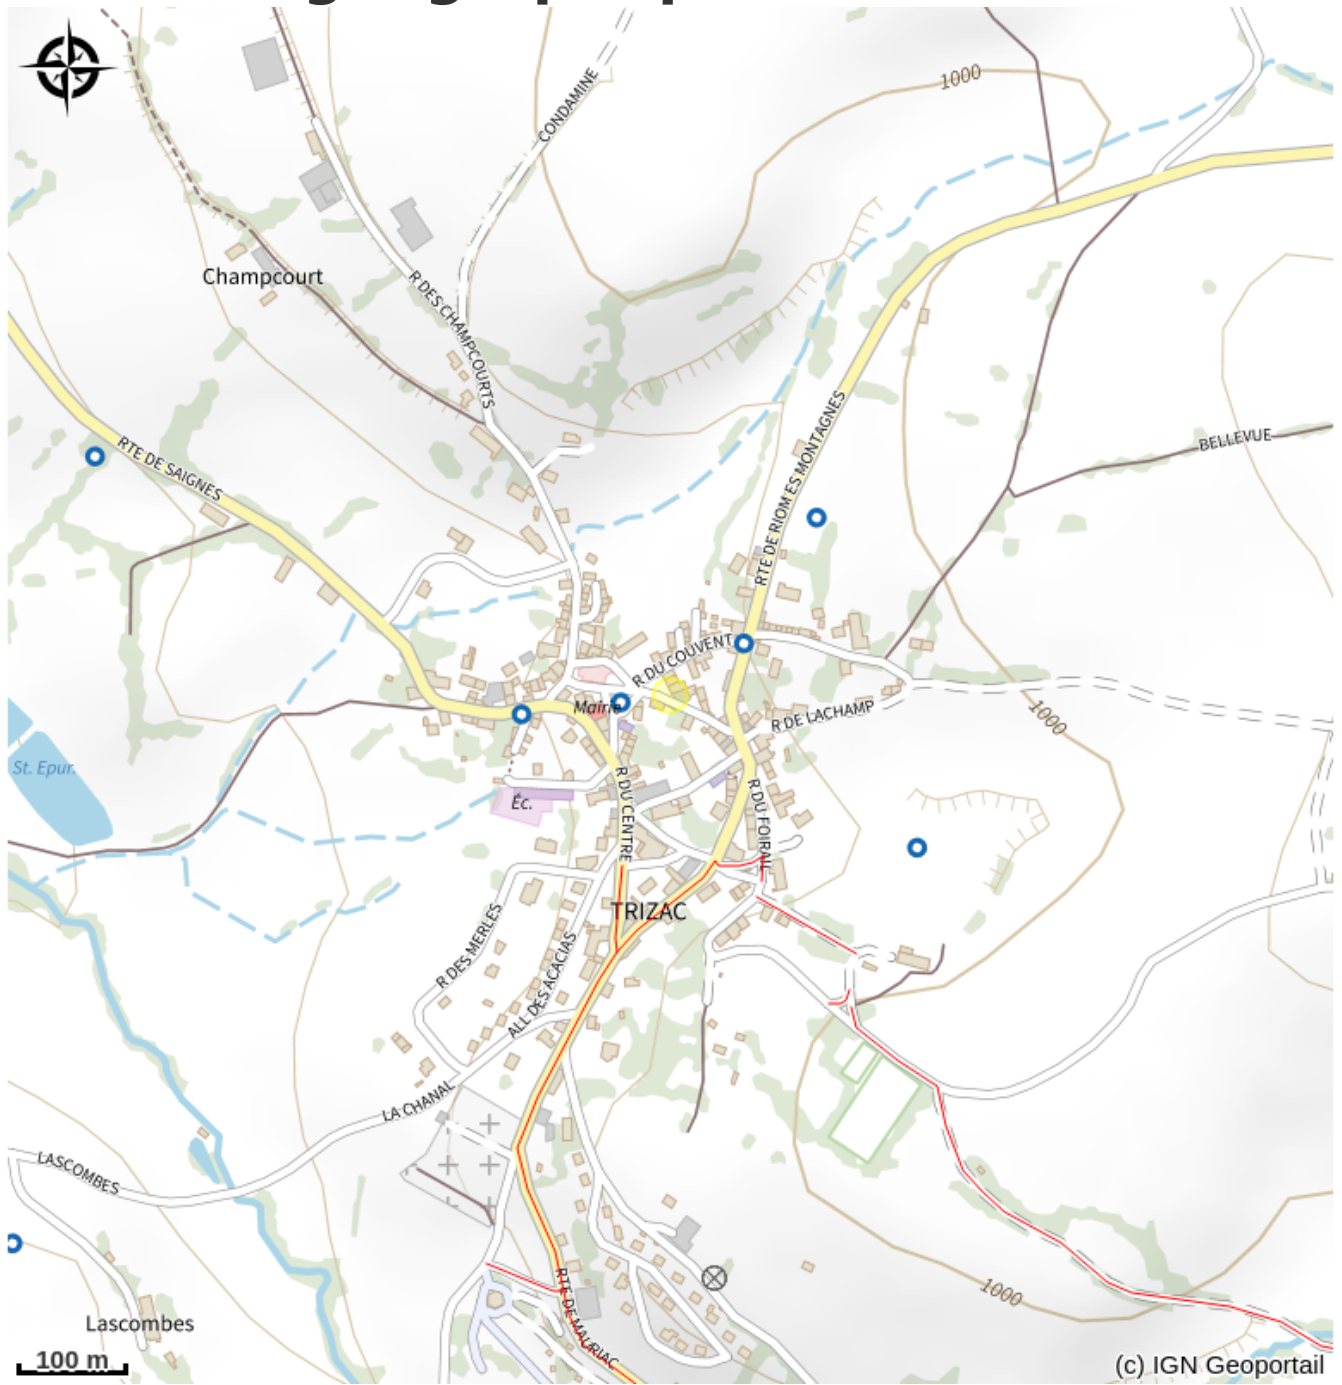 1000
CONDAMINE
Champcourt
R DES CHAMPCOURTS
RTE DE RIOM ES MONTAGNES
BELLEVUE
RTE DE SAIGNES
R DU COUVENT
Mairie
R DE LACHAMP
1000
St. Epur.
Éc.
R DU CENTRE
R DU FOIRAIL
TRIZAC
R DES MERLES
ALL DES ACACIAS
LA CHANAL
LASCOMBES
1000
RTE DE MAURIAC
Lascombes
100 m
(c) IGN Geoportail